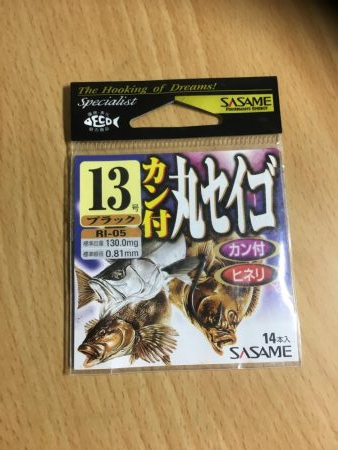 The Hooking of Dreams!
Specialist
DECO
SASAME
13号
ブラック
RI-05
標準自重 130.0mg
標準線径 0.81mm
カン付
丸セイゴ
カン付
ヒネリ
14本入
SASAME